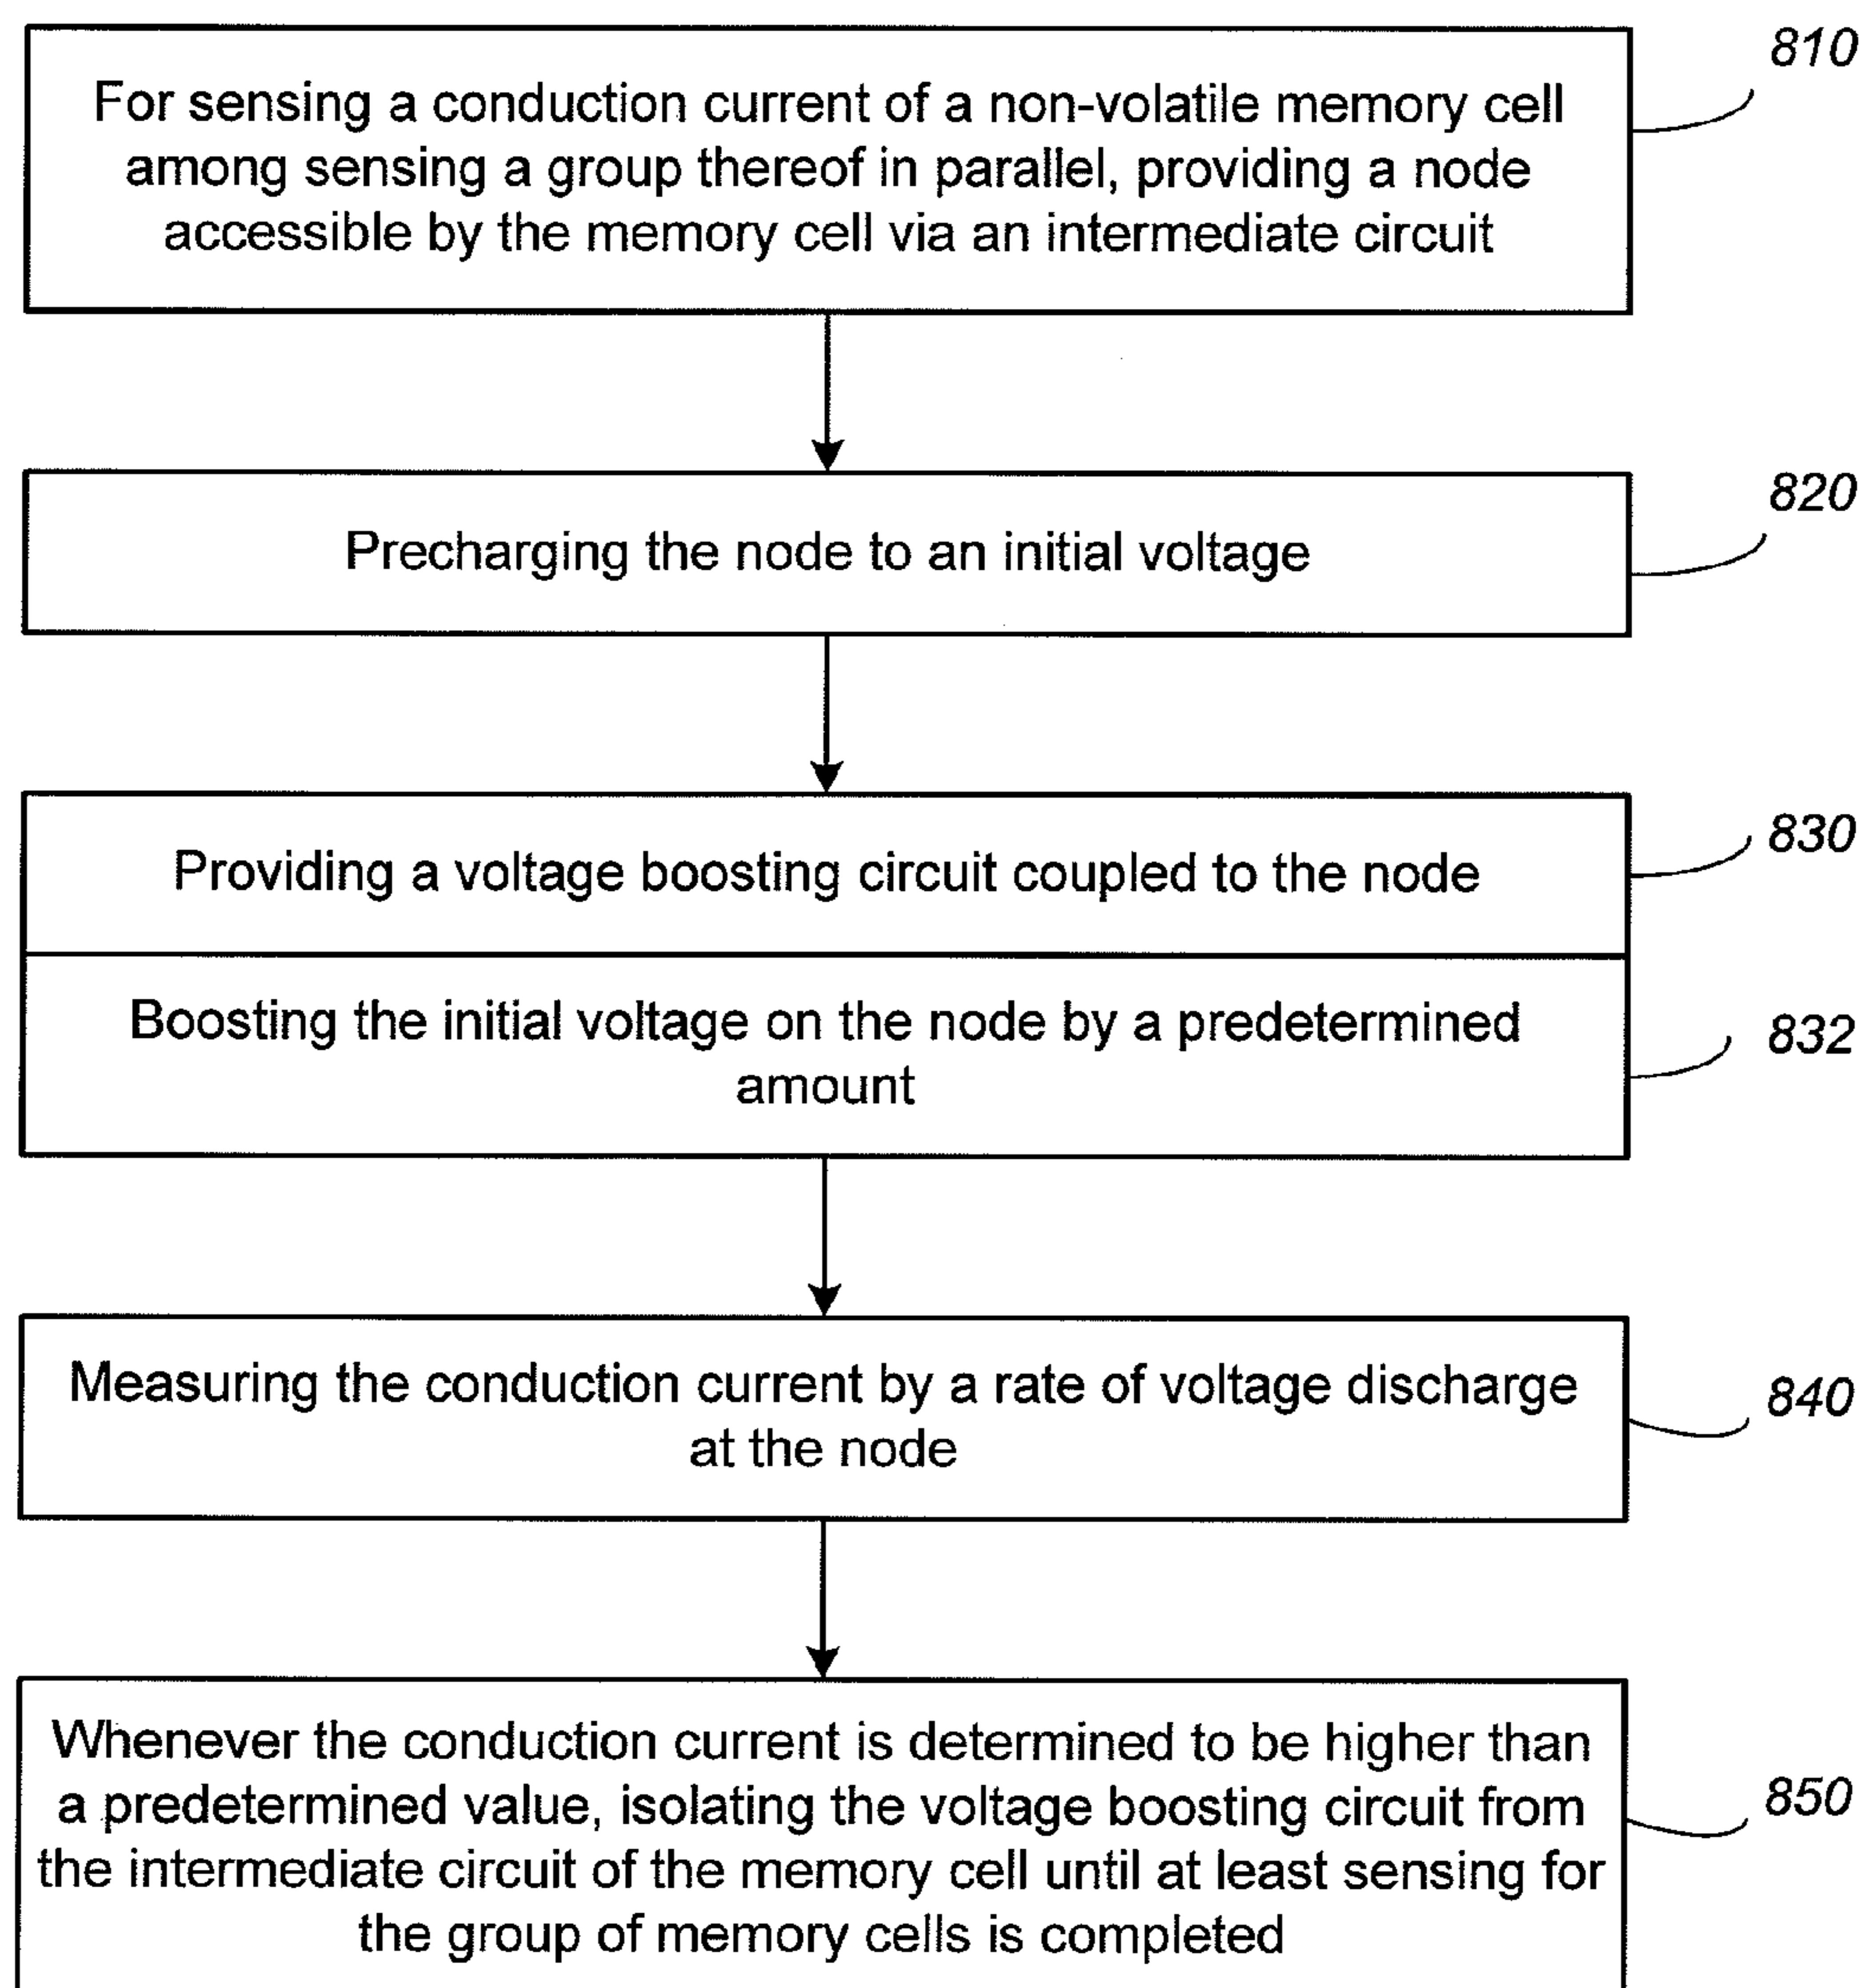 810
For sensing a conduction current of a non-volatile memory cell
among sensing a group thereof in parallel, providing a node
accessible by the memory cell via an intermediate circuit
820
Precharging the node to an initial voltage
830
Providing a voltage boosting circuit coupled to the node
Boosting the initial voltage on the node by a predetermined
amount
832
Measuring the conduction current by a rate of voltage discharge
at the node
840
Whenever the conduction current is determined to be higher than
a predetermined value, isolating the voltage boosting circuit from
the intermediate circuit of the memory cell until at least sensing for
the group of memory cells is completed
850